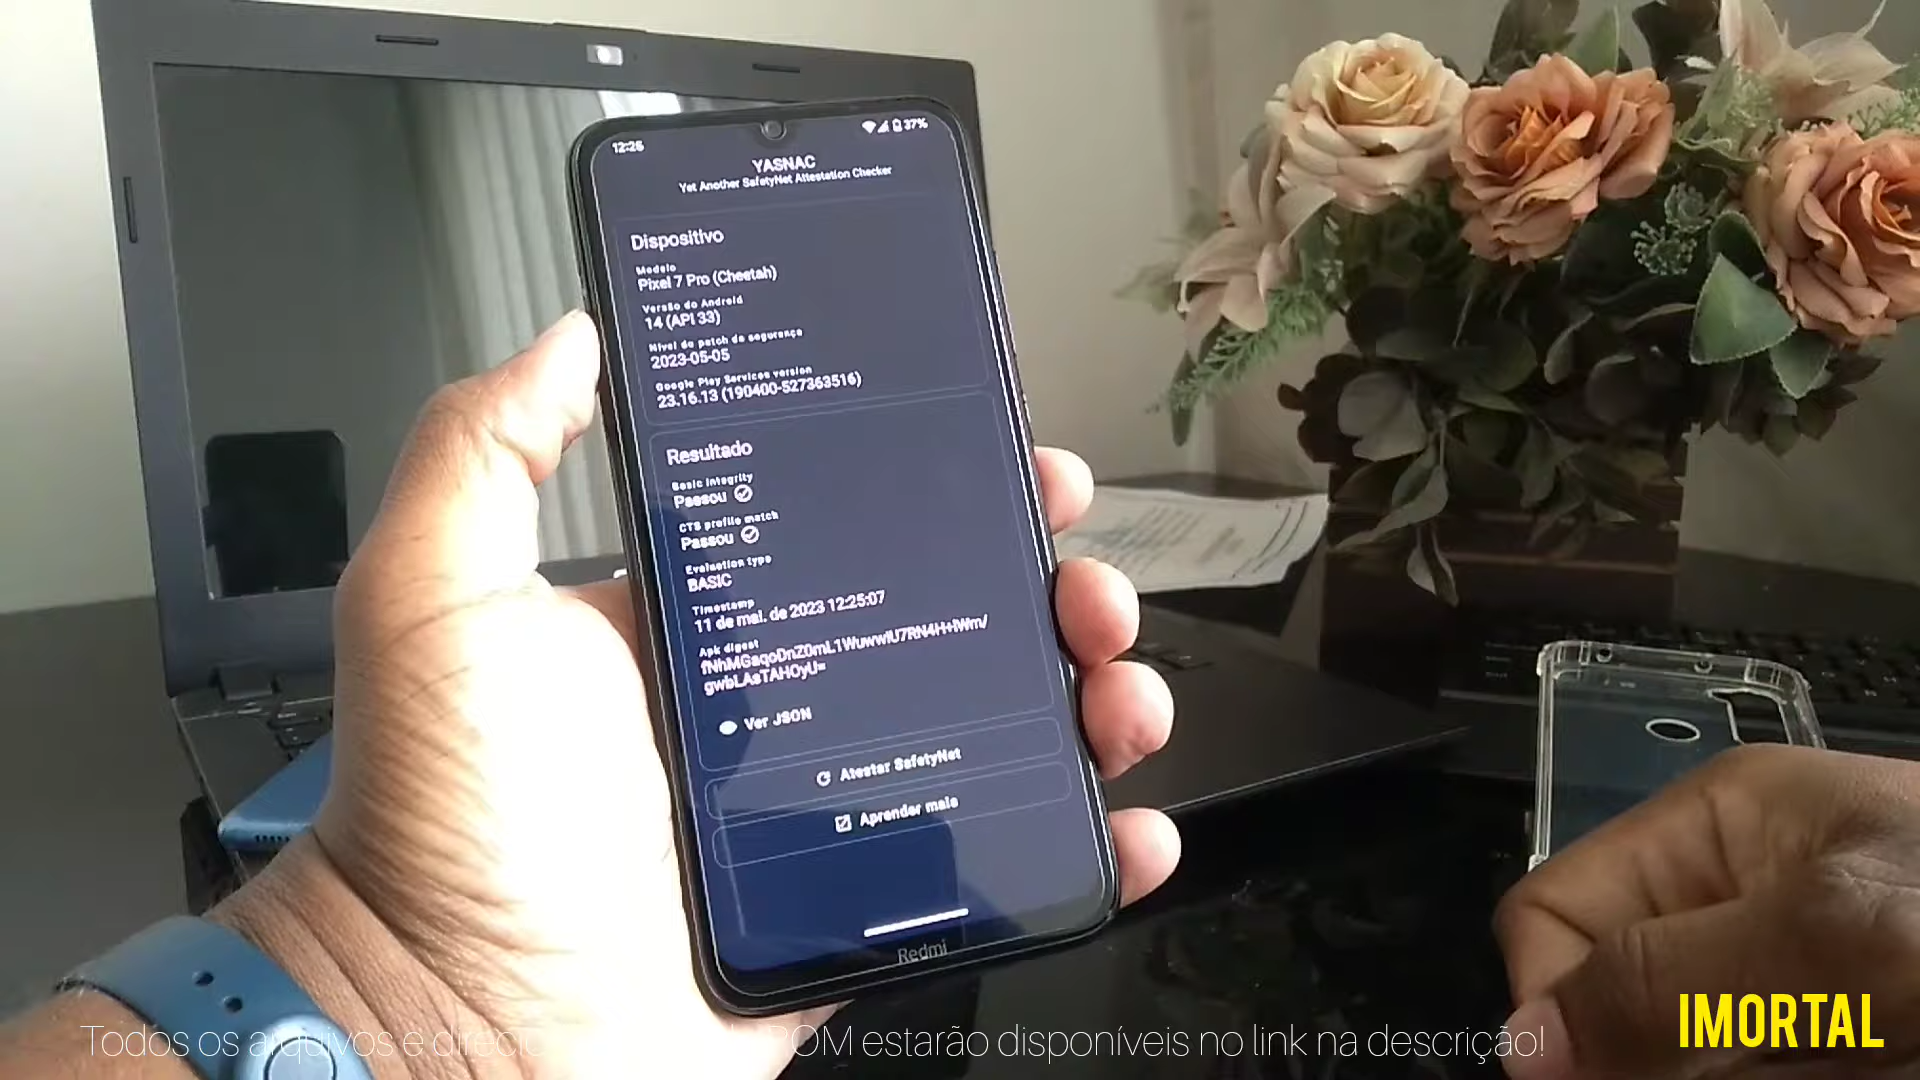 12:26
37%
YASNAC
Yet Another SafetyNet Attestation Checker
Dispositivo
Modelo
Pixel 7 Pro (Cheetah)
Versão do Android
14 (API 33)
Nível do patch de segurança
2023-05-05
Google Play Services version
23.16.13 (190400-527363516)
Resultado
Basic integrity
Passou
CTS profile match
Passou
Evaluation type
BASIC
Timestamp
11 de mai. de 2023 12:25:07
Apk digest
Ver JSON
Atestar SafetyNet
Aprender mais
Redmi
Todos os arquivos e ROM estarão disponíveis no link na descrição!
IMORTAL